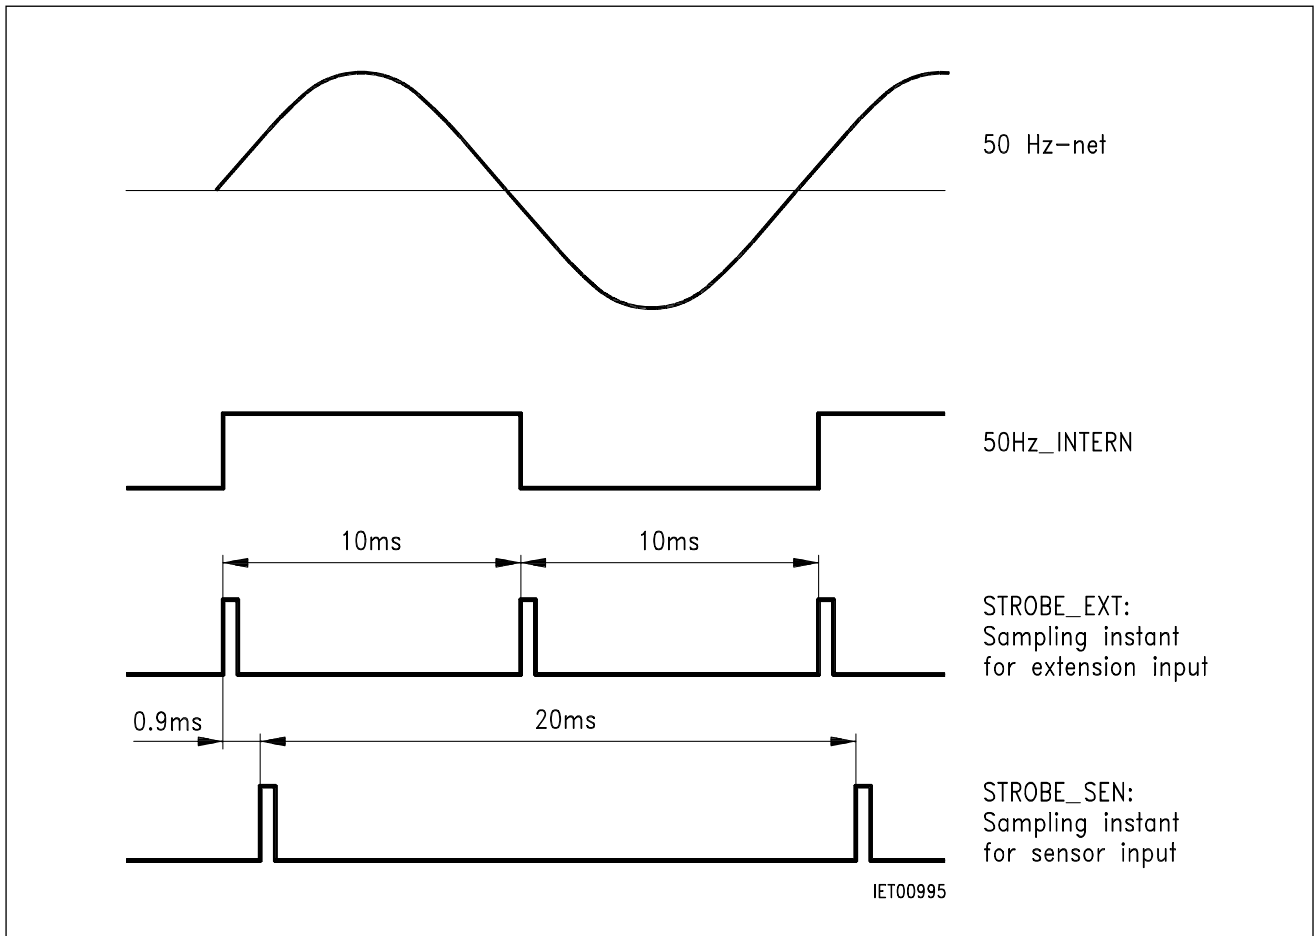 50 Hz-net
50Hz_INTERN
10ms
10ms
STROBE_EXT:
Sampling instant
for extension input
0.9ms
20ms
STROBE_SEN:
Sampling instant
for sensor input
IET00995